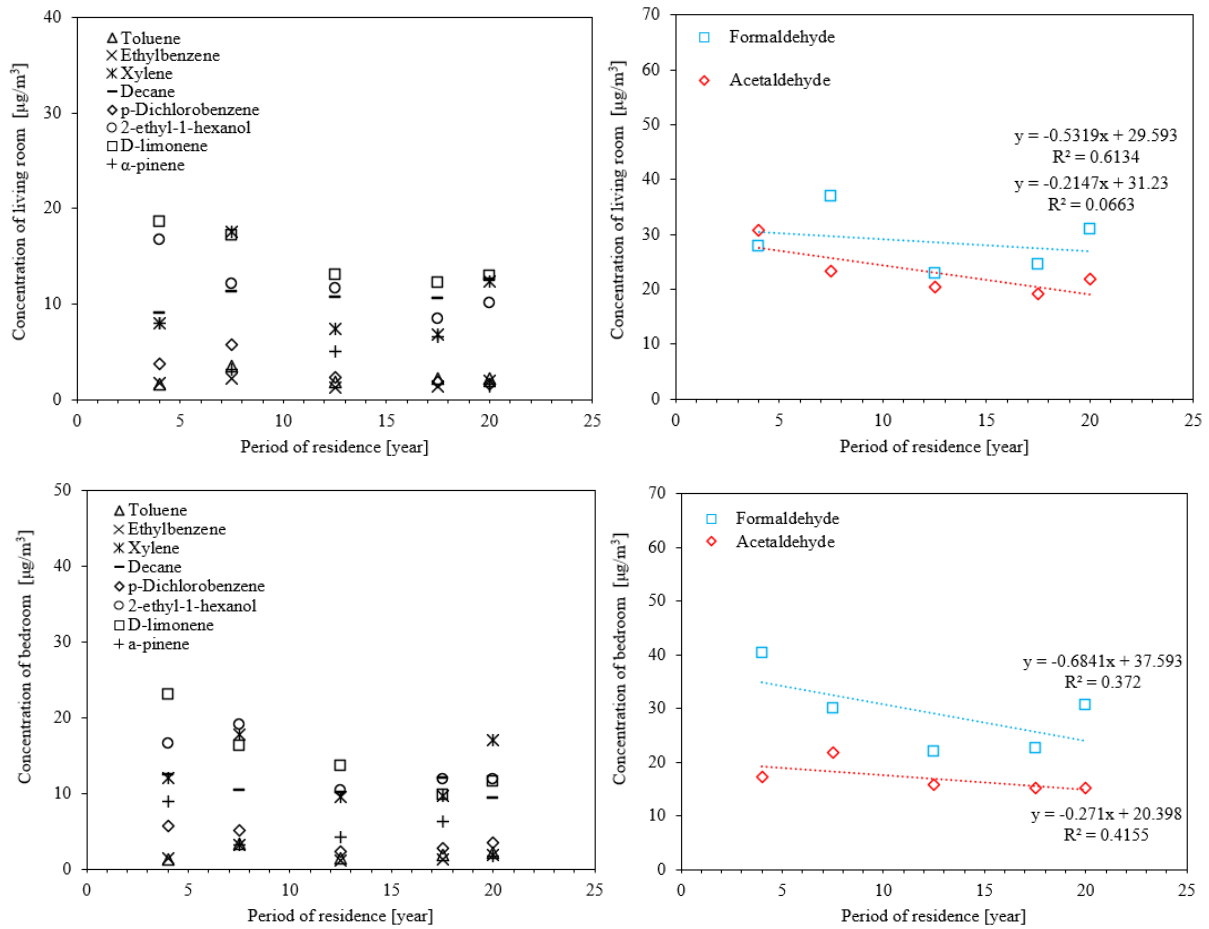 40
30
20
10
0
0
5
10
15
20
25
Concentration of living room [µg/m³]
Period of residence [year]
Toluene
Ethylbenzene
Xylene
Decane
p-Dichlorobenzene
2-ethyl-1-hexanol
D-limonene
α-pinene
70
60
50
40
30
20
10
0
0
5
10
15
20
25
Concentration of living room [µg/m³]
Period of residence [year]
Formaldehyde
Acetaldehyde
y = -0.5319x + 29.593
R² = 0.6134
y = -0.2147x + 31.23
R² = 0.0663
50
40
30
20
10
0
0
5
10
15
20
25
Concentration of bedroom [µg/m³]
Period of residence [year]
Toluene
Ethylbenzene
Xylene
Decane
p-Dichlorobenzene
2-ethyl-1-hexanol
D-limonene
a-pinene
70
60
50
40
30
20
10
0
0
5
10
15
20
25
Concentration of bedroom [µg/m³]
Period of residence [year]
Formaldehyde
Acetaldehyde
y = -0.6841x + 37.593
R² = 0.372
y = -0.271x + 20.398
R² = 0.4155